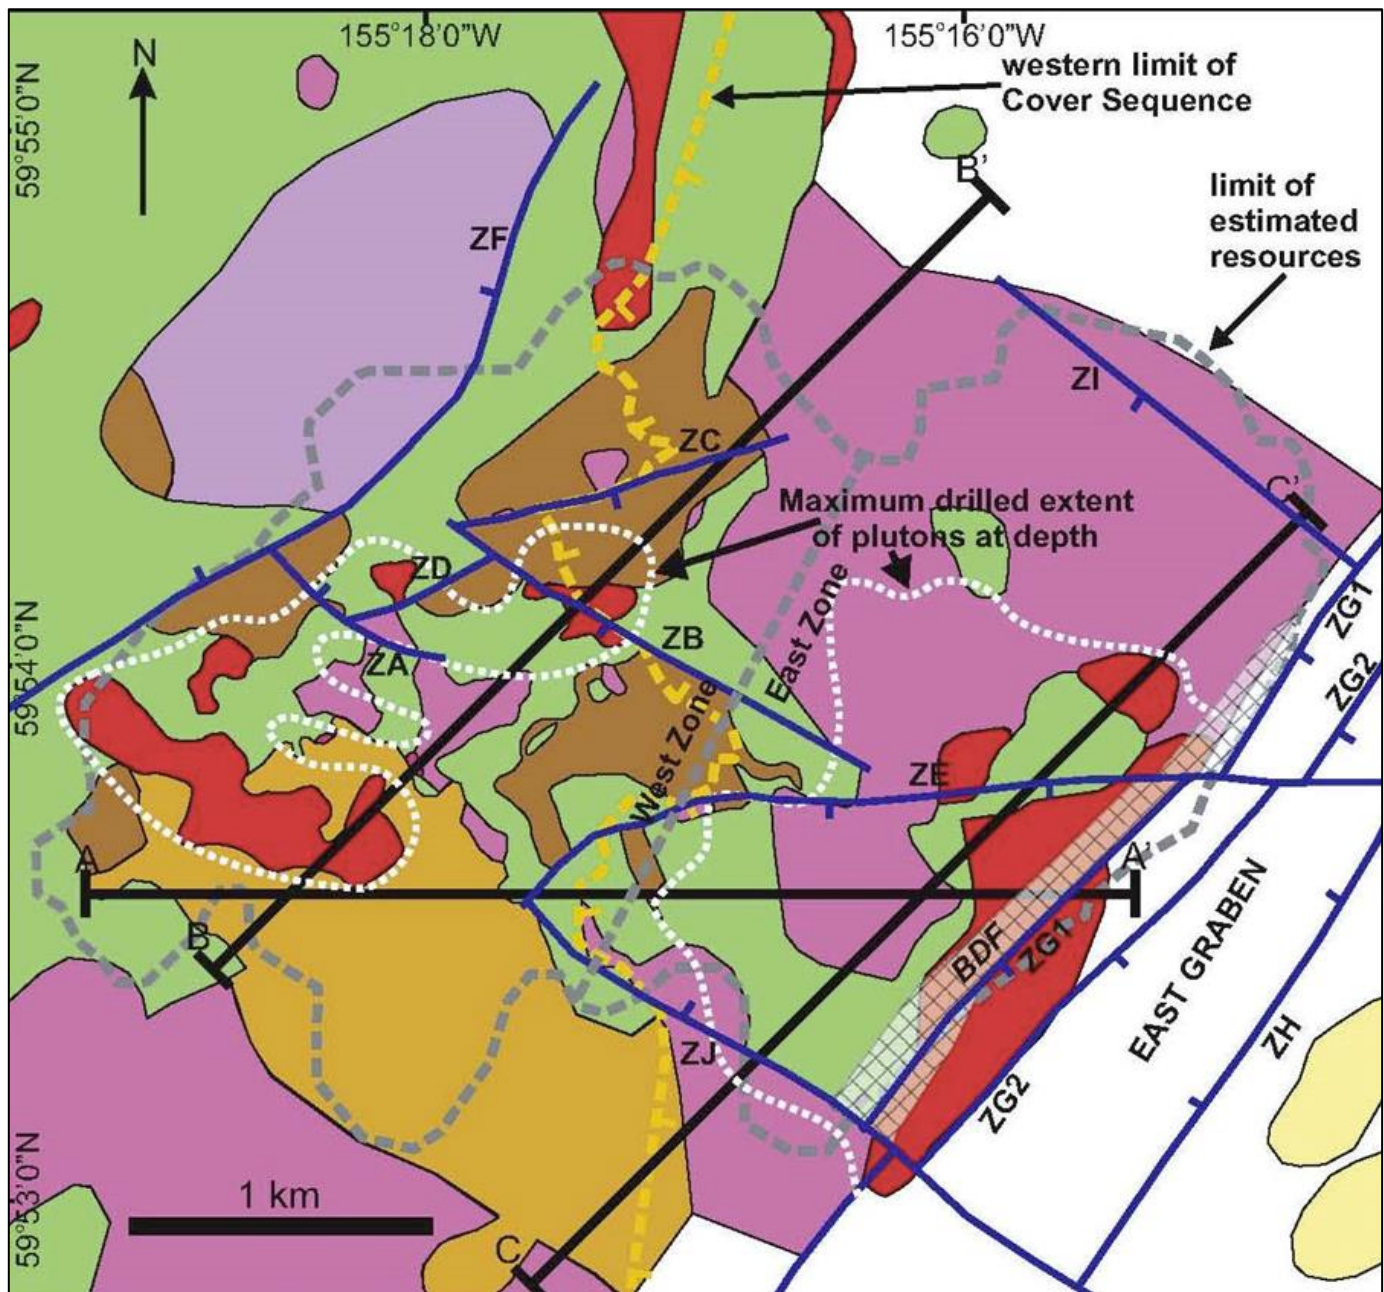 155°18'0"W
155°16'0"W
N
59°55'0"N
western limit of
Cover Sequence
B'
limit of
estimated
resources
ZF
ZI
ZC
C'
Maximum drilled extent
of plutons at depth
ZD
ZG1
59°54'0"N
ZB
ZA
East Zone
ZG2
West Zone
ZE
A
A'
B
BDF
ZG1
EAST GRABEN
ZH
ZJ
ZG2
59°53'0"N
1 km
C